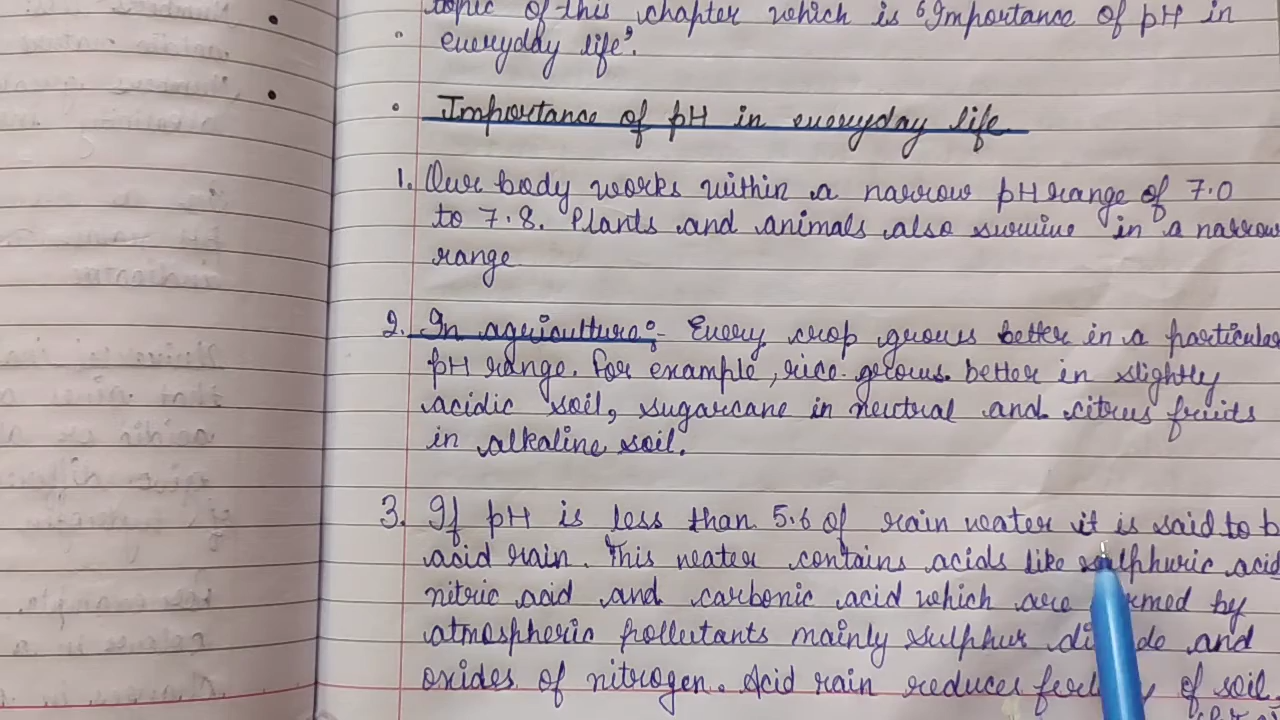 topic of this chapter which is 'Importance of pH in
everyday life'.
Importance of pH in everyday life
1. Our body works within a narrow pH range of 7.0
to 7.8. Plants and animals also survive in a narrow
range
2. In agriculture:- Every crop grows better in a particular
pH range. For example, rice grows better in slightly
acidic soil, sugarcane in neutral and citrus fruits
in alkaline soil.
3. If pH is less than 5.6 of rain water it is said to b
acid rain. This water contains acids like sulphuric acid
nitric acid and carbonic acid which are
by
atmospheric pollutants mainly sulphur
and
oxides of nitrogen. Acid rain reduces
of soil